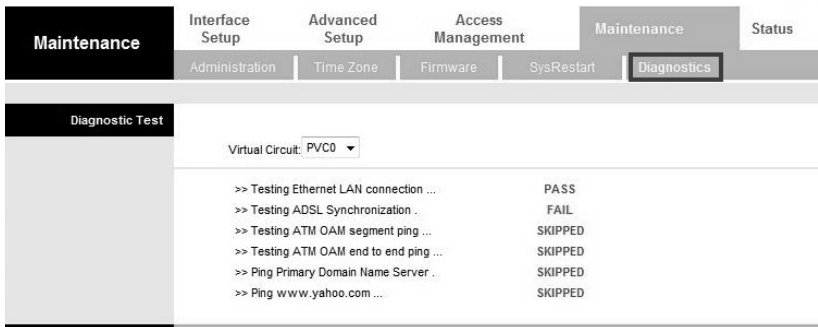 Maintenance
Interface Setup
Advanced Setup
Access Management
Maintenance
Status
Administration
Time Zone
Firmware
SysRestart
Diagnostics
Diagnostic Test
Virtual Circuit: PVC0
>> Testing Ethernet LAN connection ... PASS
>> Testing ADSL Synchronization . FAIL
>> Testing ATM OAM segment ping ... SKIPPED
>> Testing ATM OAM end to end ping ... SKIPPED
>> Ping Primary Domain Name Server . SKIPPED
>> Ping www.yahoo.com ... SKIPPED